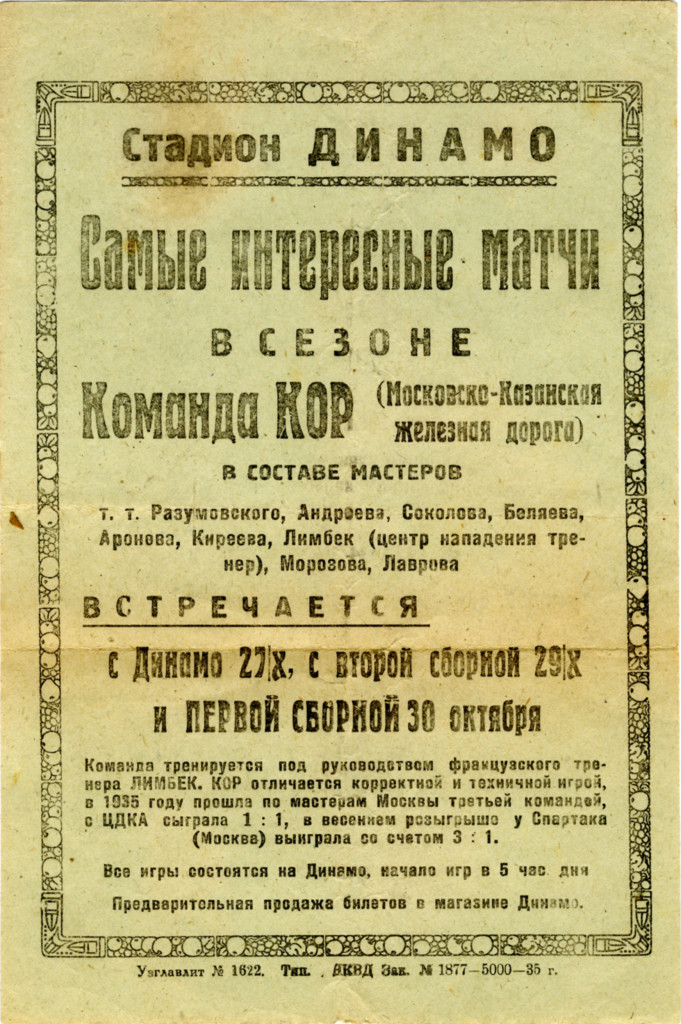 Стадион ДИНАМО
Самые интересные матчи
В СЕЗОНЕ
Команда КОР (Московско-Казанская
железная дорога)
В СОСТАВЕ МАСТЕРОВ
т. т. Разумовского, Андреева, Соколова, Беляева,
Аронова, Киреева, Лимбек (центр нападения тре-
нер), Морозова, Лаврова
ВСТРЕЧАЕТСЯ
с Динамо 27|X, с второй сборной 29|X
и ПЕРВОЙ СБОРНОЙ 30 октября
Команда тренируется под руководством французского тре-
нера ЛИМБЕК. КОР отличается корректной и техничной игрой,
в 1935 году прошла по мастерам Москвы третьей командой,
с ЦДКА сыграла 1 : 1, в весеннем розыгрыше у Спартака
(Москва) выиграла со счетом 3 : 1.
Все игры состоятся на Динамо, начало игр в 5 час. дня
Предварительная продажа билетов в магазине Динамо.
Узглавлит № 1622. Тип. НКВД Зак. № 1877—5000—35 г.